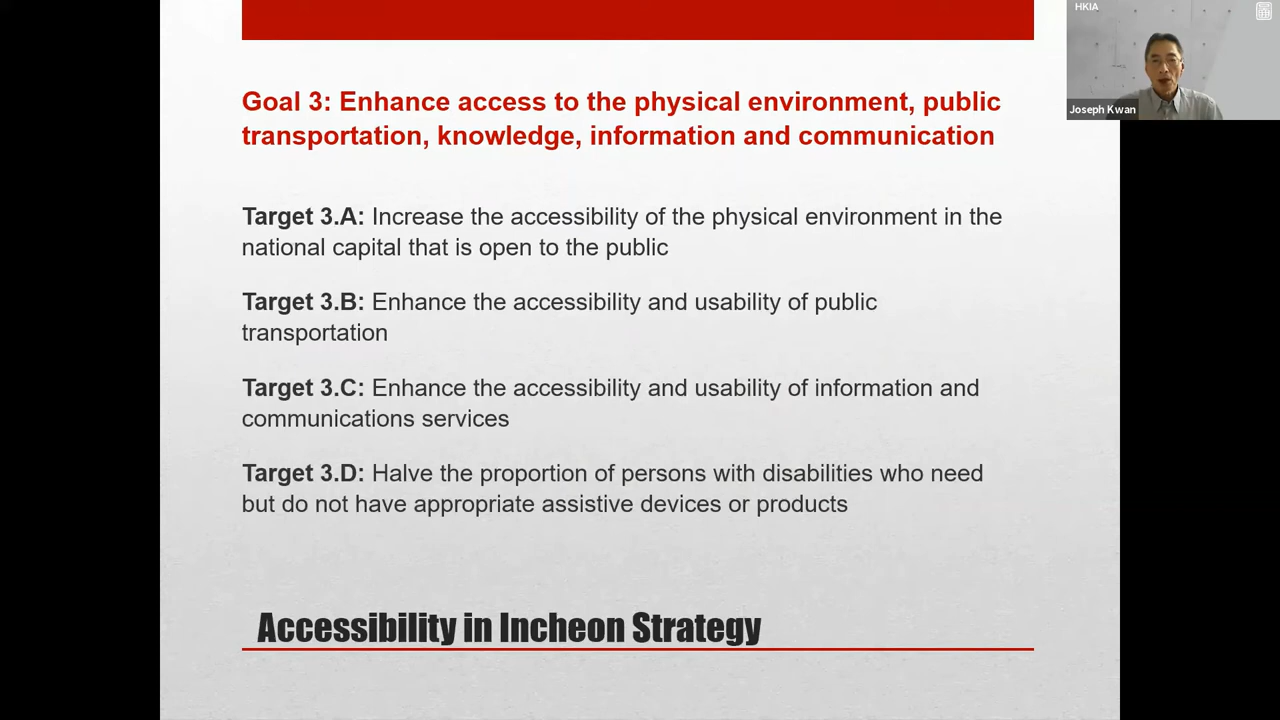 HKIA
Joseph Kwan
Goal 3: Enhance access to the physical environment, public
transportation, knowledge, information and communication
Target 3.A: Increase the accessibility of the physical environment in the
national capital that is open to the public
Target 3.B: Enhance the accessibility and usability of public
transportation
Target 3.C: Enhance the accessibility and usability of information and
communications services
Target 3.D: Halve the proportion of persons with disabilities who need
but do not have appropriate assistive devices or products
Accessibility in Incheon Strategy